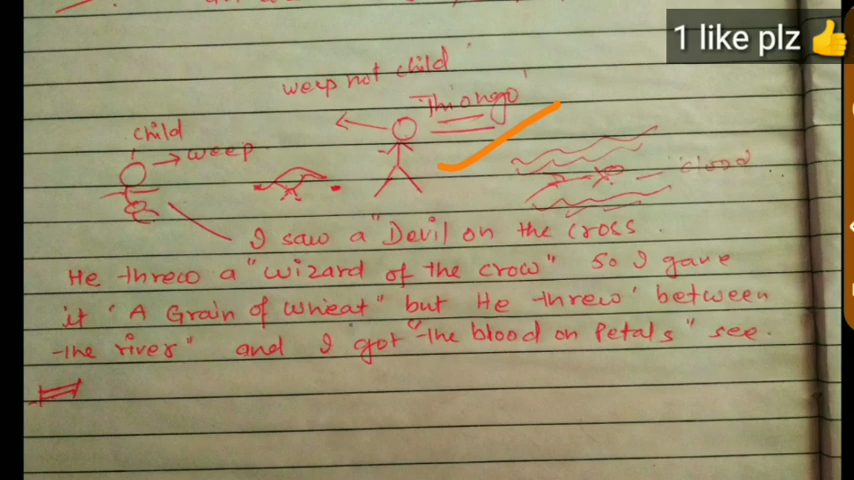 1 like plz 👍
weep not child
Thiongo
child
weep
I saw a "Devil on the cross.
He threw a "wizard of the crow" so I gave
it 'A Grain of wheat" but He threw 'between
the river" and I got "the blood on Petals" see.